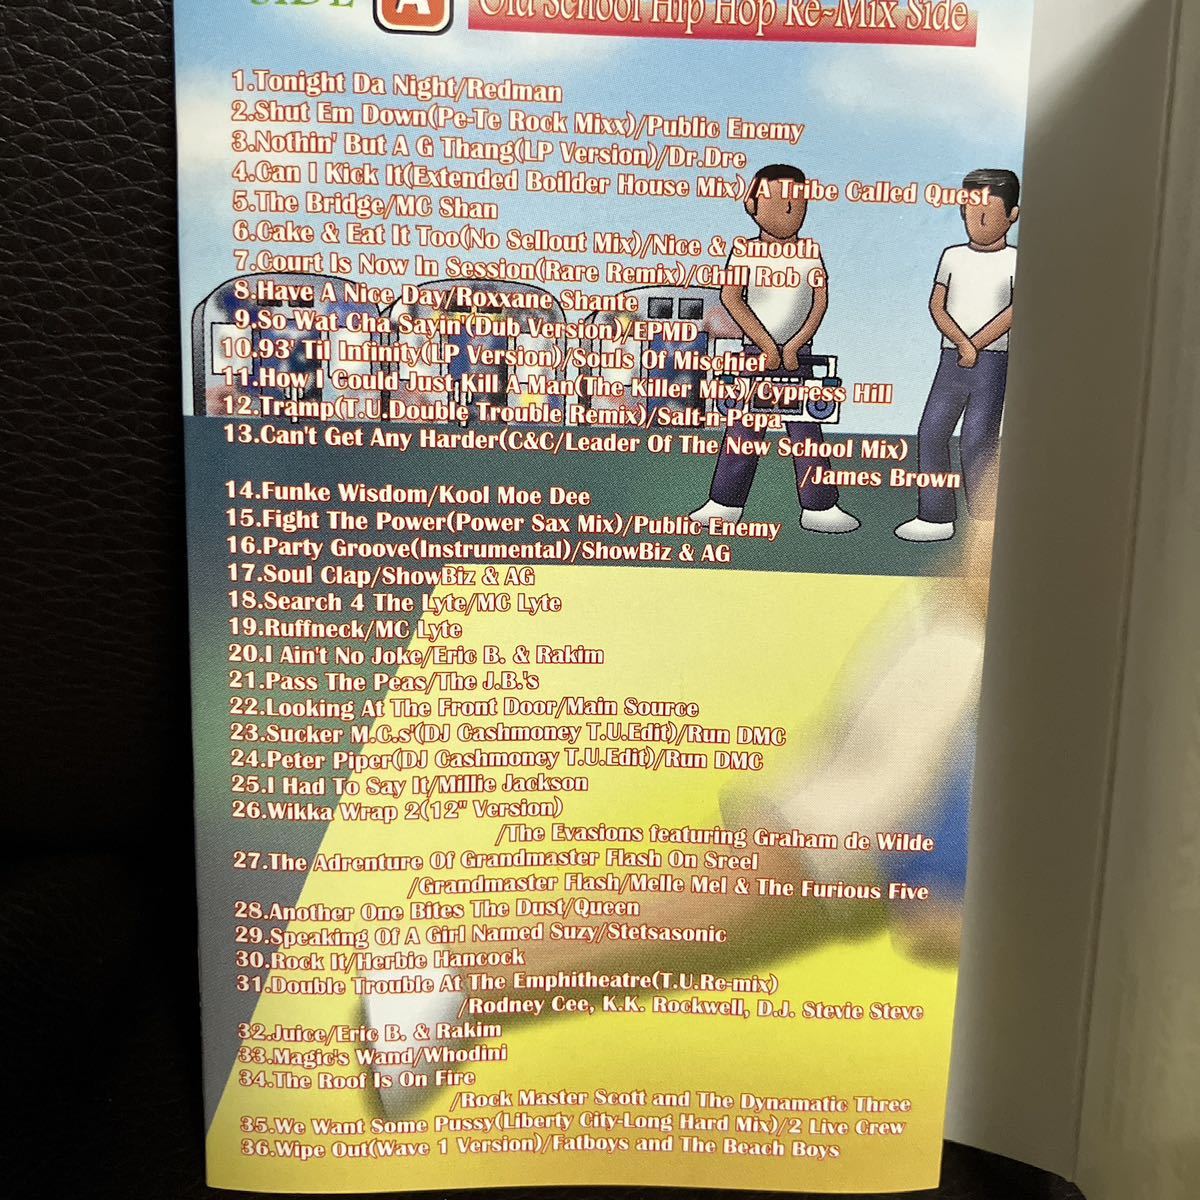 SIDE A
Old School Hip Hop Re~Mix Side
1.Tonight Da Night/Redman
2.Shut Em Down(Pe-Te Rock Mixx)/Public Enemy
3.Nothin' But A G Thang(LP Version)/Dr.Dre
4.Can I Kick It(Extended Boilder House Mix)/A Tribe Called Quest
5.The Bridge/MC Shan
6.Cake & Eat It Too(No Sellout Mix)/Nice & Smooth
7.Court Is Now In Session(Rare Remix)/Chill Rob G
8.Have A Nice Day/Roxxane Shante
9.So Wat Cha Sayin'(Dub Version)/EPMD
10.93' Til Infinity(LP Version)/Souls Of Mischief
11.How I Could Just Kill A Man(The Killer Mix)/Cypress Hill
12.Tramp(T.U.Double Trouble Remix)/Salt-n-Pepa
13.Can't Get Any Harder(C&C/Leader Of The New School Mix)
/James Brown
14.Funke Wisdom/Kool Moe Dee
15.Fight The Power(Power Sax Mix)/Public Enemy
16.Party Groove(Instrumental)/ShowBiz & AG
17.Soul Clap/ShowBiz & AG
18.Search 4 The Lyte/MC Lyte
19.Ruffneck/MC Lyte
20.I Ain't No Joke/Eric B. & Rakim
21.Pass The Peas/The J.B.'s
22.Looking At The Front Door/Main Source
23.Sucker M.C.s'(DJ Cashmoney T.U.Edit)/Run DMC
24.Peter Piper(DJ Cashmoney T.U.Edit)/Run DMC
25.I Had To Say It/Millie Jackson
26.Wikka Wrap 2(12" Version)
/The Evasions featuring Graham de Wilde
27.The Adrenture Of Grandmaster Flash On Sreel
/Grandmaster Flash/Melle Mel & The Furious Five
28.Another One Bites The Dust/Queen
29.Speaking Of A Girl Named Suzy/Stetsasonic
30.Rock It/Herbie Hancock
31.Double Trouble At The Emphitheatre(T.U.Re-mix)
/Rodney Cee, K.K. Rockwell, D.J. Stevie Steve
32.Juice/Eric B. & Rakim
33.Magic's Wand/Whodini
34.The Roof Is On Fire
/Rock Master Scott and The Dynamatic Three
35.We Want Some Pussy(Liberty City-Long Hard Mix)/2 Live Crew
36.Wipe Out(Wave 1 Version)/Fatboys and The Beach Boys